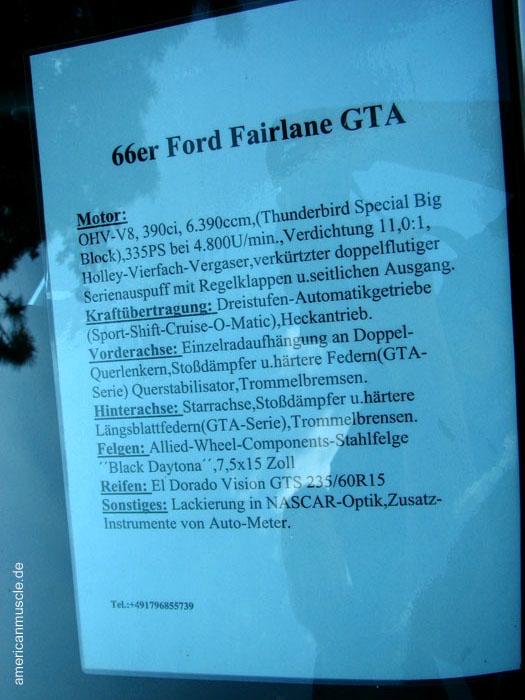 66er Ford Fairlane GTA
Motor:
OHV-V8, 390ci, 6.390ccm,(Thunderbird Special Big
Block),335PS bei 4.800U/min.,Verdichtung 11,0:1,
Holley-Vierfach-Vergaser,verkürtzter doppelflutiger
Serienauspuff mit Regelklappen u.seitlichen Ausgang.
Kraftübertragung: Dreistufen-Automatikgetriebe
(Sport-Shift-Cruise-O-Matic),Heckantrieb.
Vorderachse: Einzelradaufhängung an Doppel-
Querlenkern,Stoßdämpfer u.härtere Federn(GTA-
Serie) Querstabilisator,Trommelbremsen.
Hinterachse: Starrachse,Stoßdämpfer u.härtere
Längsblattfedern(GTA-Serie),Trommelbrensen.
Felgen: Allied-Wheel-Components-Stahlfelge
´´Black Daytona´´,7,5x15 Zoll
Reifen: El Dorado Vision GTS 235/60R15
Sonstiges: Lackierung in NASCAR-Optik,Zusatz-
Instrumente von Auto-Meter.
Tel.:+491796855739
americanmuscle.de